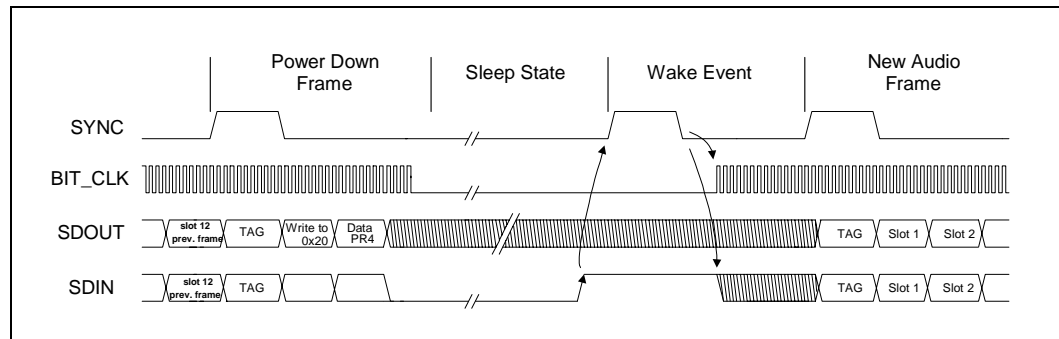 Power Down
Frame
Sleep State
Wake Event
New Audio
Frame
SYNC
BIT_CLK
SDOUT
slot 12
prev. frame
TAG
Write to
0x20
Data
PR4
TAG
Slot 1
Slot 2
SDIN
slot 12
prev. frame
TAG
TAG
Slot 1
Slot 2